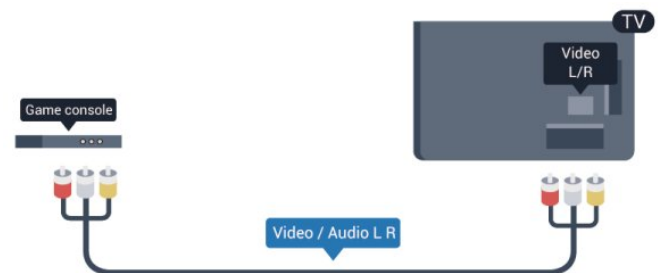 TV
Video
L/R
Game console
Video / Audio L R